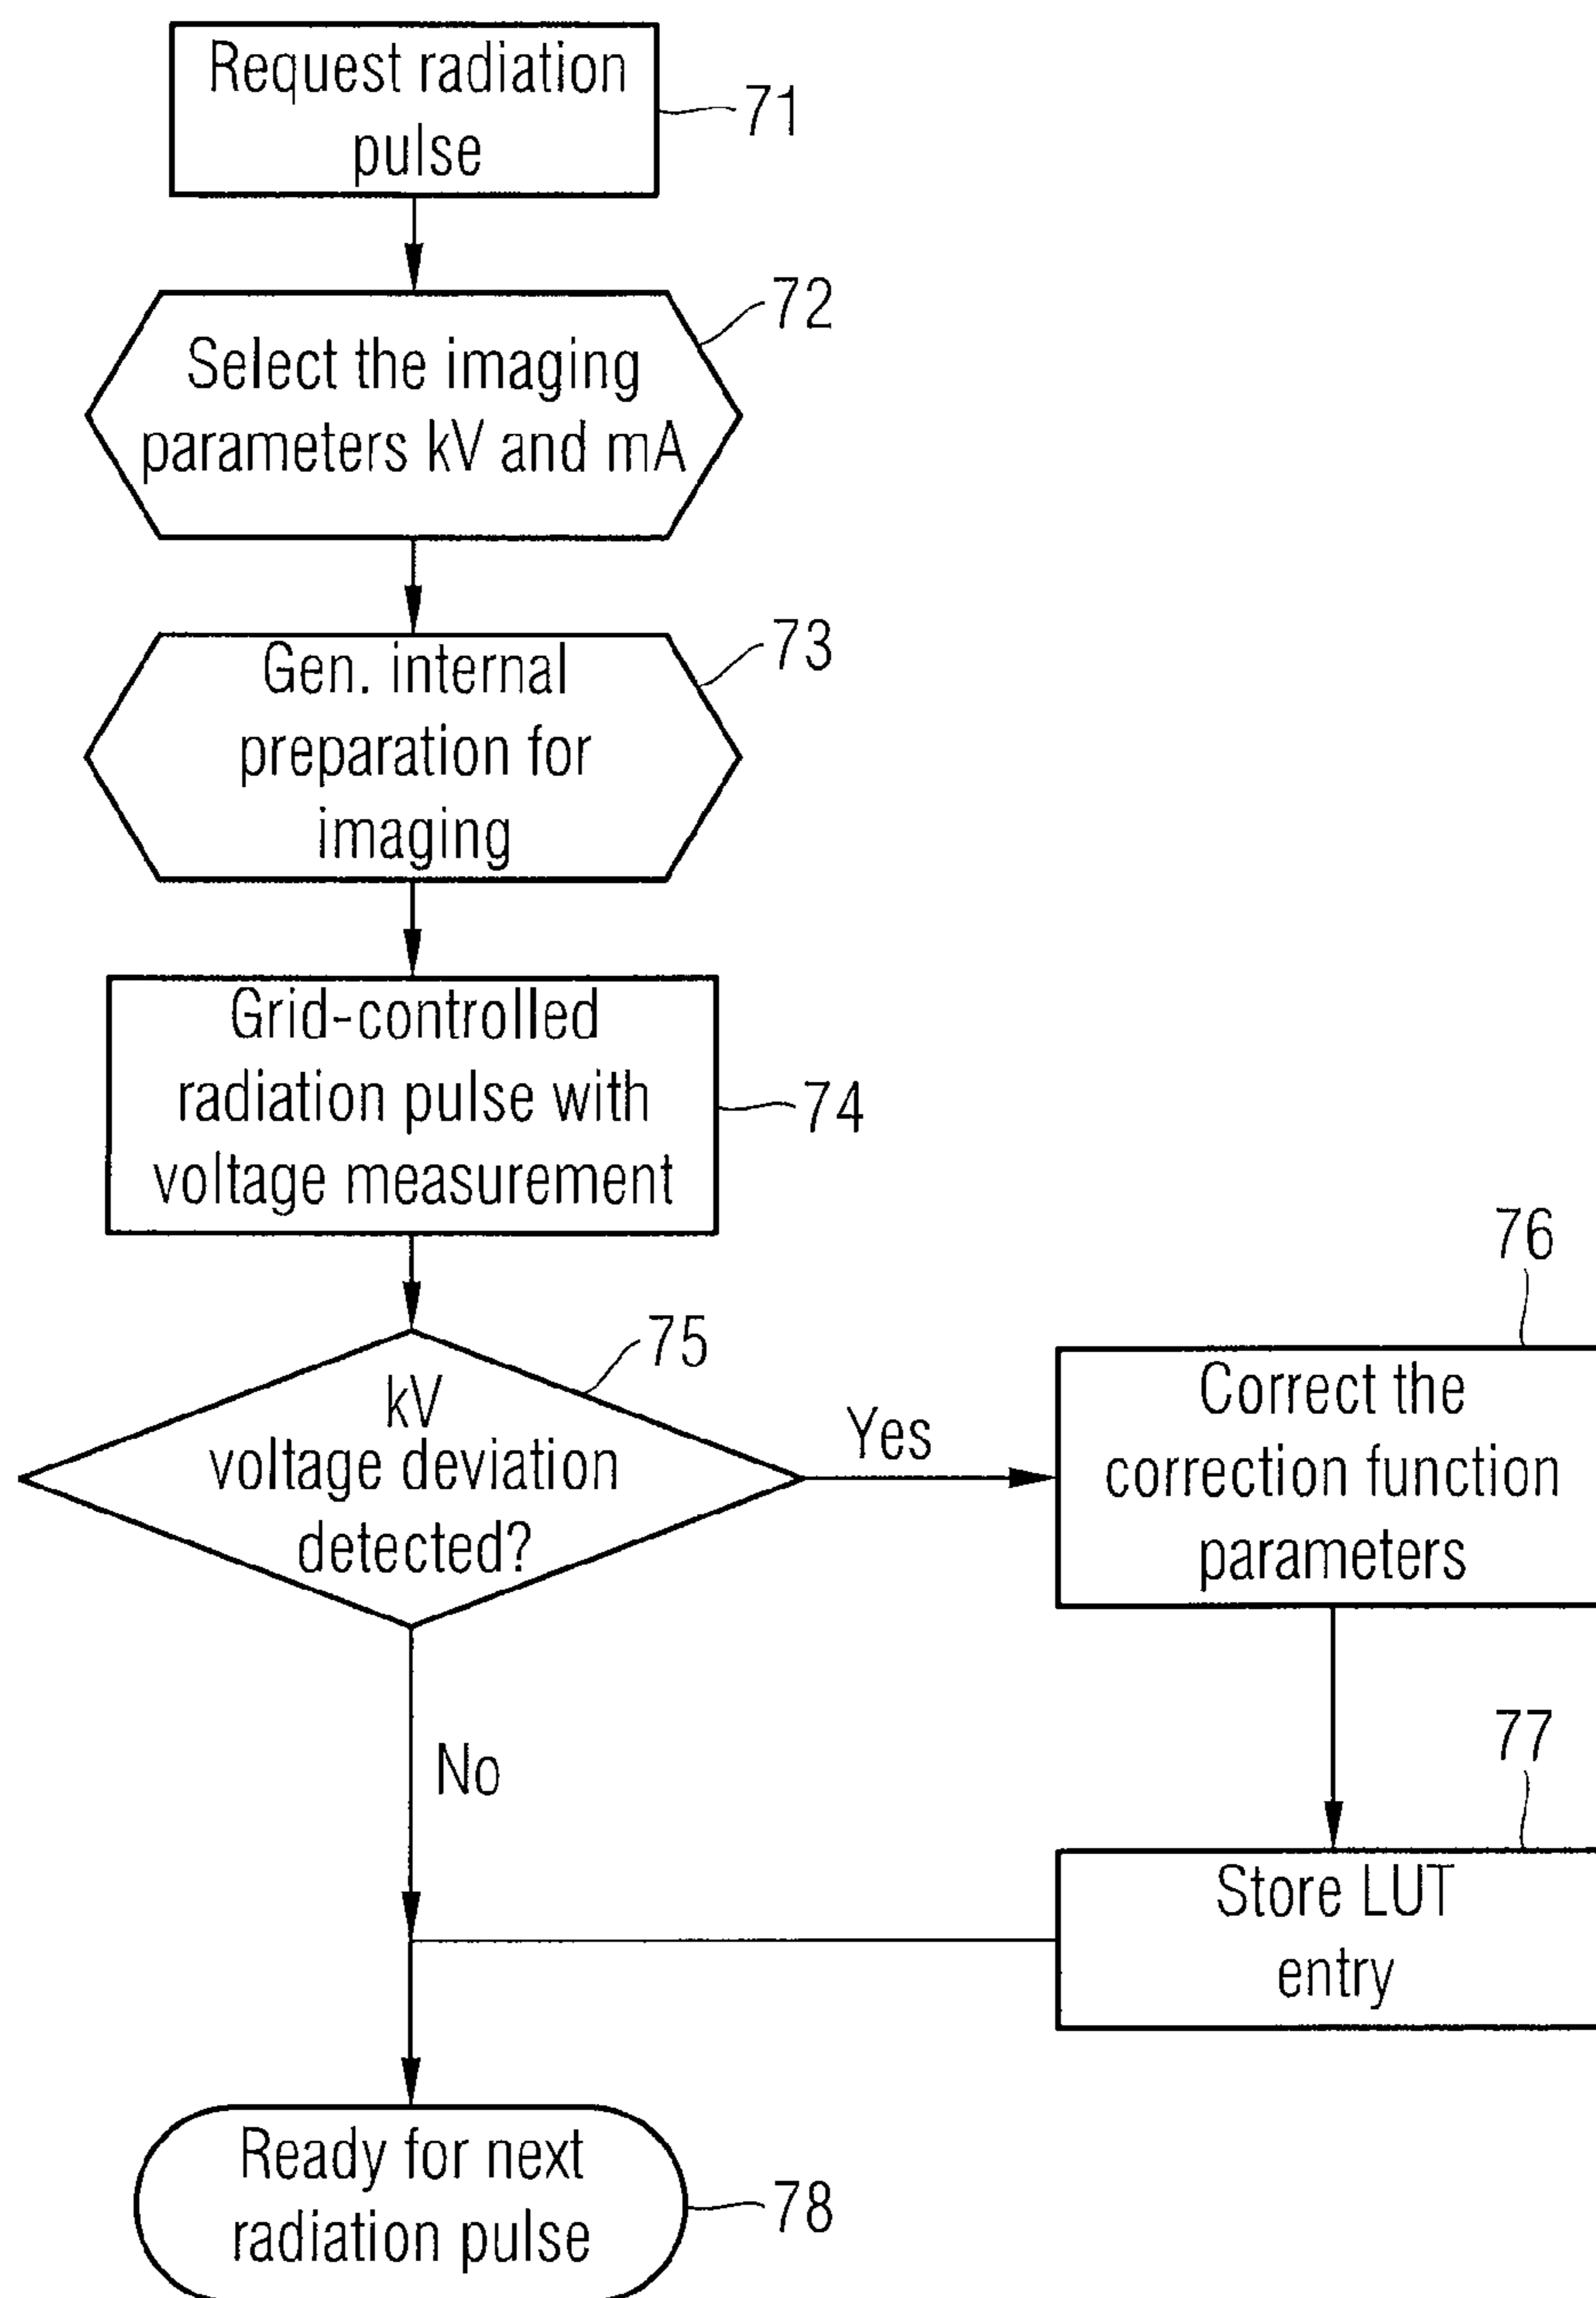 Request radiation
pulse
71
72
Select the imaging
parameters kV and mA
73
Gen. internal
preparation for
imaging
Grid-controlled
radiation pulse with
voltage measurement
74
75
kV
voltage deviation
detected?
Yes
76
Correct the
correction function
parameters
No
77
Store LUT
entry
Ready for next
radiation pulse
78